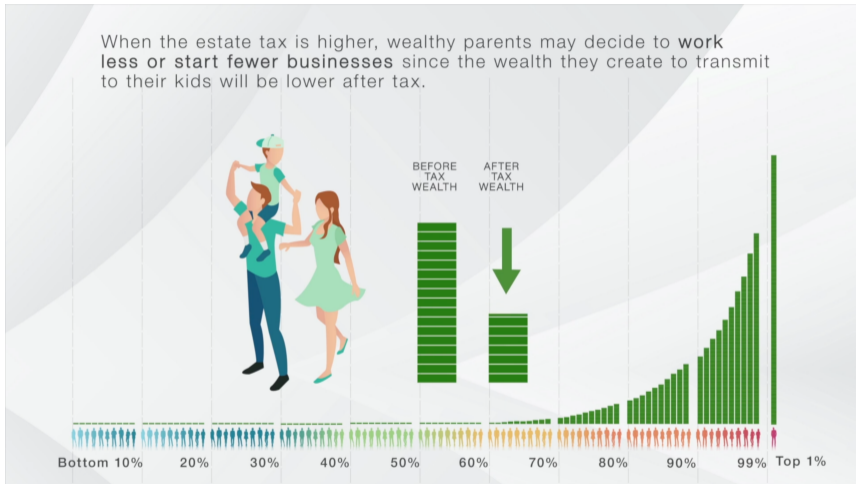 When the estate tax is higher, wealthy parents may decide to work
less or start fewer businesses since the wealth they create to transmit
to their kids will be lower after tax.
BEFORE
TAX
WEALTH
AFTER
TAX
WEALTH
Bottom 10% 20% 30% 40% 50% 60% 70% 80% 90% 99% Top 1%